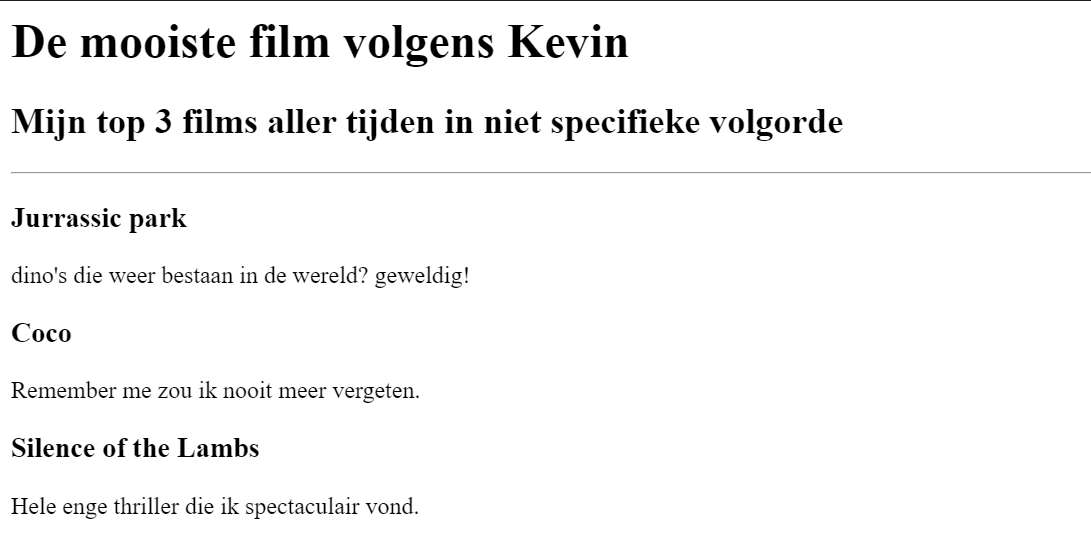 De mooiste film volgens Kevin
Mijn top 3 films aller tijden in niet specifieke volgorde
Jurrassic park
dino's die weer bestaan in de wereld? geweldig!
Coco
Remember me zou ik nooit meer vergeten.
Silence of the Lambs
Hele enge thriller die ik spectaculair vond.